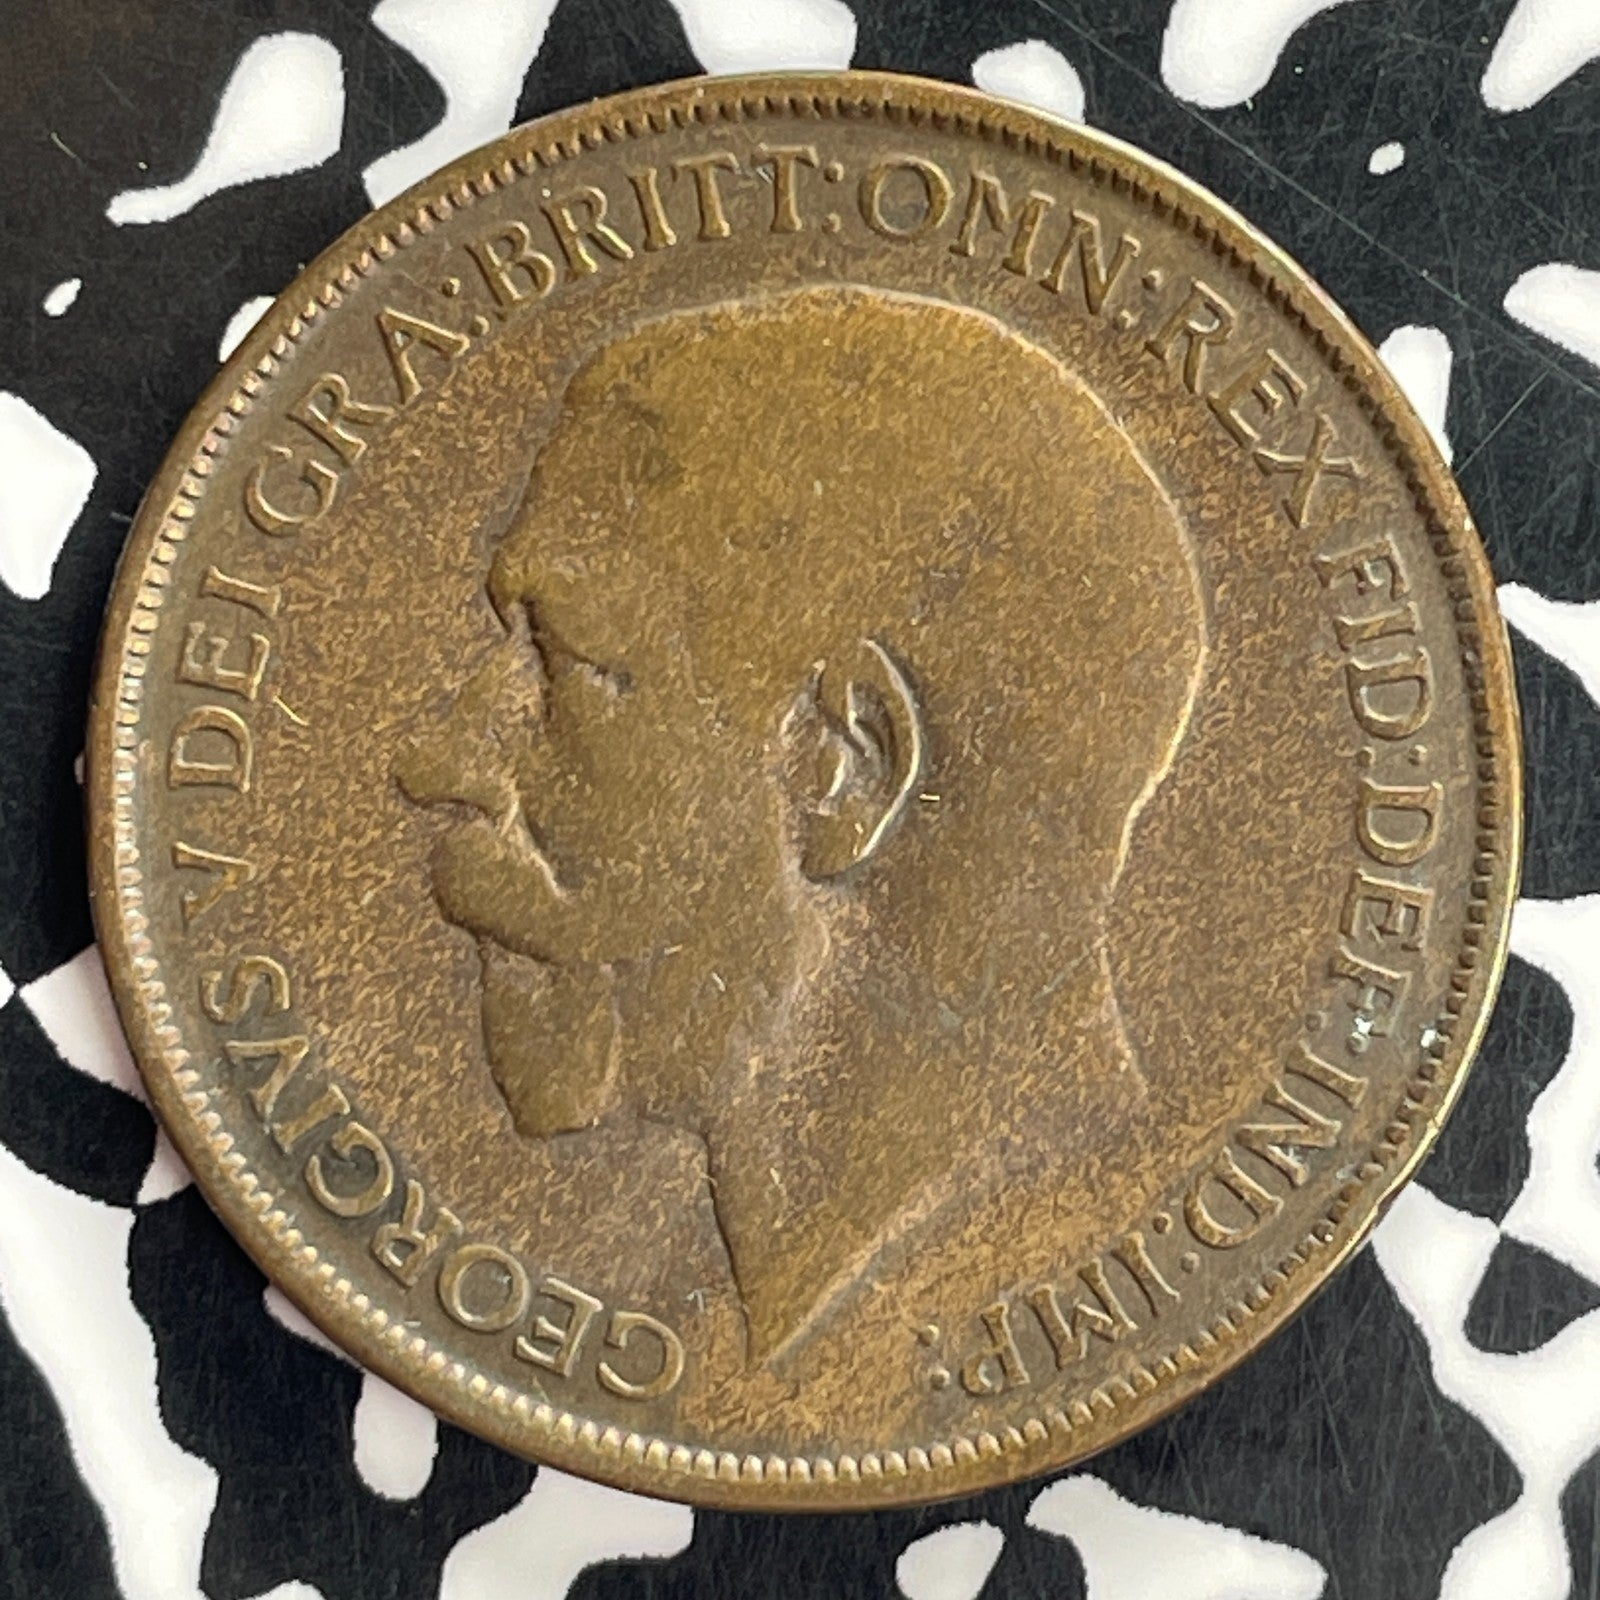 GEORGIVS V DEI GRA: BRITT: OMN: REX FID: DEF: IND: IMP: